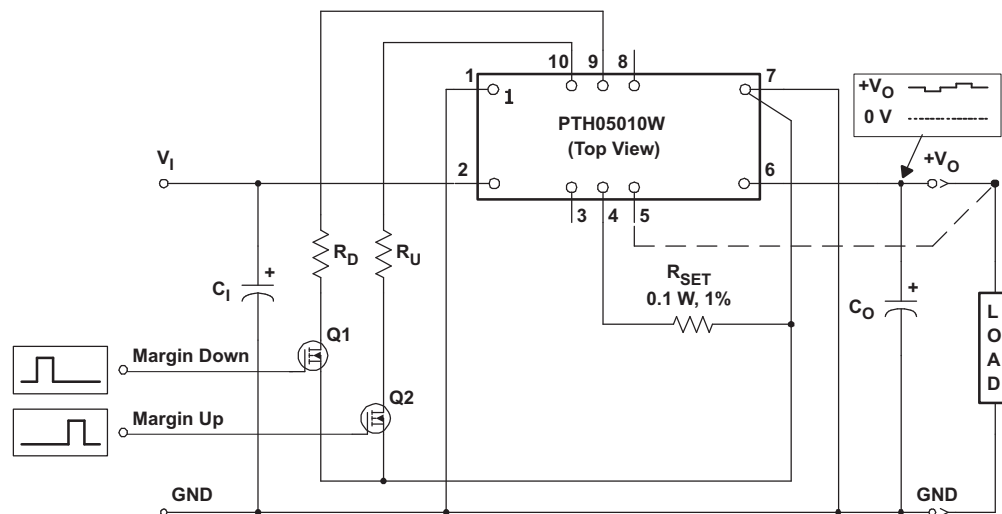 10 9 8
1 7
1
+VO
0 V
PTH05010W
(Top View)
VI
2 6
+VO
3 4 5
RD RU
RSET
0.1 W, 1%
CI +
+
CO
LOAD
Q1
Margin Down
Q2
Margin Up
GND GND